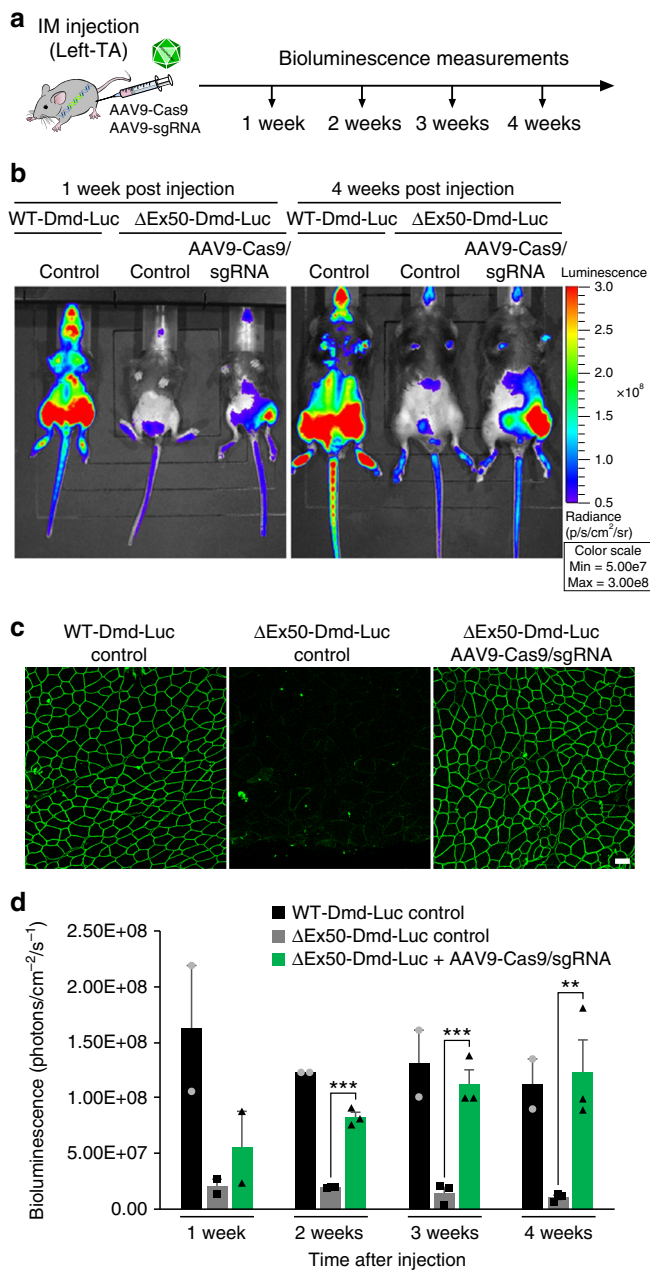 a
IM injection
(Left-TA)
AAV9-Cas9
AAV9-sgRNA
Bioluminescence measurements
1 week
2 weeks
3 weeks
4 weeks
b
1 week post injection
4 weeks post injection
WT-Dmd-Luc
ΔEx50-Dmd-Luc
WT-Dmd-Luc
ΔEx50-Dmd-Luc
Control
Control
AAV9-Cas9/
sgRNA
Control
Control
AAV9-Cas9/
sgRNA
Luminescence
3.0
2.5
2.0
×10⁸
1.5
1.0
0.5
Radiance
(p/s/cm²/sr)
Color scale
Min = 5.00e7
Max = 3.00e8
c
WT-Dmd-Luc
control
ΔEx50-Dmd-Luc
control
ΔEx50-Dmd-Luc
AAV9-Cas9/sgRNA
d
WT-Dmd-Luc control
ΔEx50-Dmd-Luc control
ΔEx50-Dmd-Luc + AAV9-Cas9/sgRNA
Bioluminescence (photons/cm⁻²/s⁻¹)
2.50E+08
2.00E+08
1.50E+08
1.00E+08
5.00E+07
0.00
***
***
**
1 week
2 weeks
3 weeks
4 weeks
Time after injection